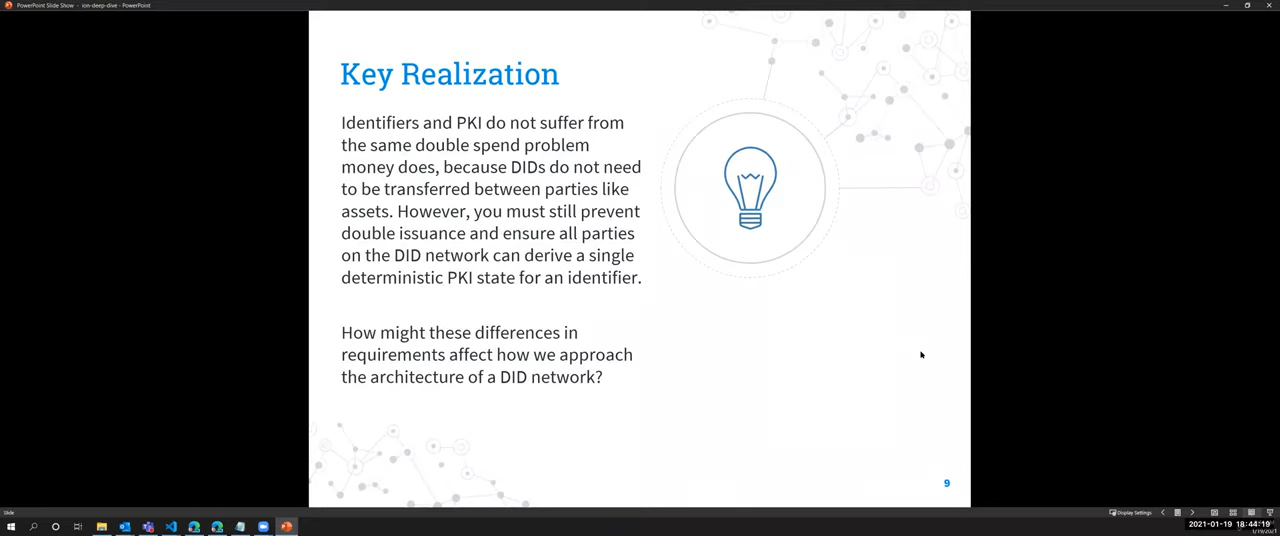 PowerPoint Slide Show - ion-deep-dive - PowerPoint
Key Realization
Identifiers and PKI do not suffer from
the same double spend problem
money does, because DIDs do not need
to be transferred between parties like
assets. However, you must still prevent
double issuance and ensure all parties
on the DID network can derive a single
deterministic PKI state for an identifier.
How might these differences in
requirements affect how we approach
the architecture of a DID network?
9
Slide
Display Settings
2021-01-19 18:44:19
1/19/2021